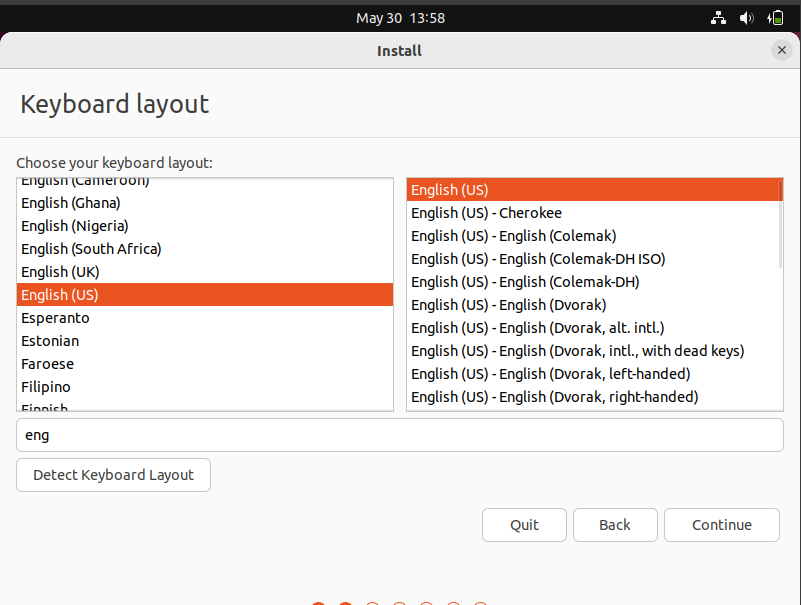 May 30 13:58
Install
Keyboard layout
Choose your keyboard layout:
English (Cameroon)
English (Ghana)
English (Nigeria)
English (South Africa)
English (UK)
English (US)
Esperanto
Estonian
Faroese
Filipino
Finnish
English (US)
English (US) - Cherokee
English (US) - English (Colemak)
English (US) - English (Colemak-DH ISO)
English (US) - English (Colemak-DH)
English (US) - English (Dvorak)
English (US) - English (Dvorak, alt. intl.)
English (US) - English (Dvorak, intl., with dead keys)
English (US) - English (Dvorak, left-handed)
English (US) - English (Dvorak, right-handed)
eng
Detect Keyboard Layout
Quit
Back
Continue